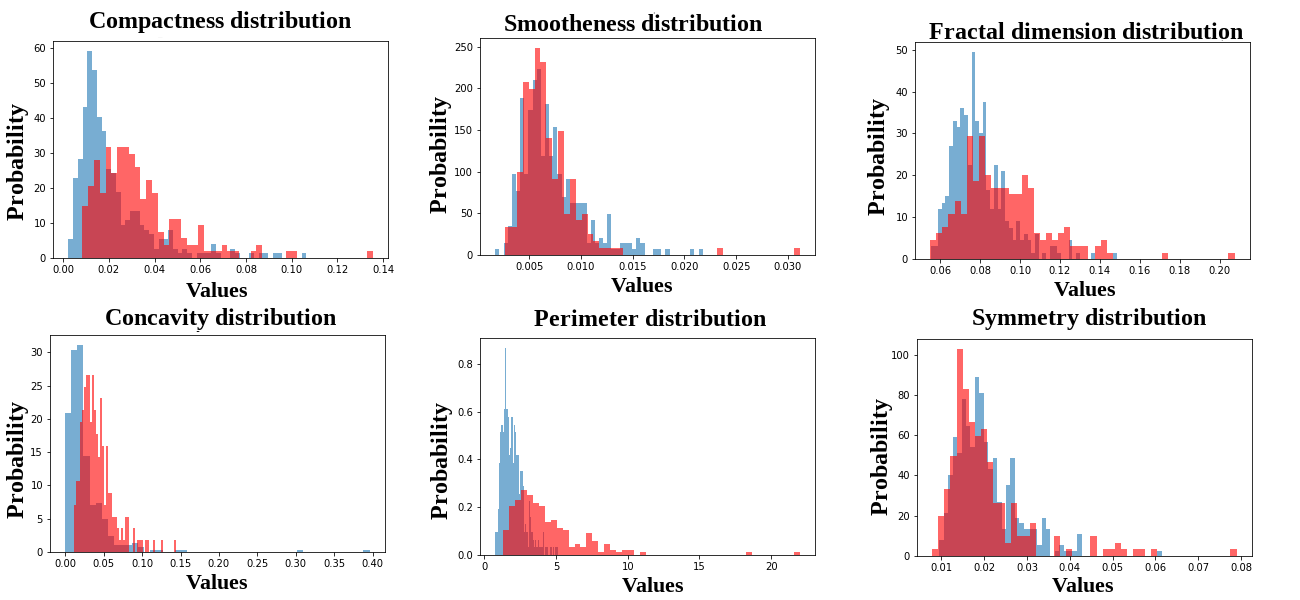 Compactness distribution
Probability
60
50
40
30
20
10
0
0.00 0.02 0.04 0.06 0.08 0.10 0.12 0.14
Values
Smootheness distribution
Probability
250
200
150
100
50
0
0.005 0.010 0.015 0.020 0.025 0.030
Values
Fractal dimension distribution
Probability
50
40
30
20
10
0
0.06 0.08 0.10 0.12 0.14 0.16 0.18 0.20
Values
Concavity distribution
Probability
30
25
20
15
10
5
0
0.00 0.05 0.10 0.15 0.20 0.25 0.30 0.35 0.40
Values
Perimeter distribution
Probability
0.8
0.6
0.4
0.2
0.0
0 5 10 15 20
Values
Symmetry distribution
Probability
100
80
60
40
20
0
0.01 0.02 0.03 0.04 0.05 0.06 0.07 0.08
Values